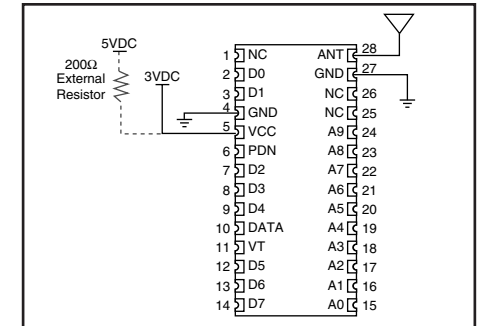 5VDC
200Ω
External
Resistor
3VDC
1 NC ANT 28
2 D0 GND 27
3 D1 NC 26
4 GND NC 25
5 VCC A9 24
6 PDN A8 23
7 D2 A7 22
8 D3 A6 21
9 D4 A5 20
10 DATA A4 19
11 VT A3 18
12 D5 A2 17
13 D6 A1 16
14 D7 A0 15